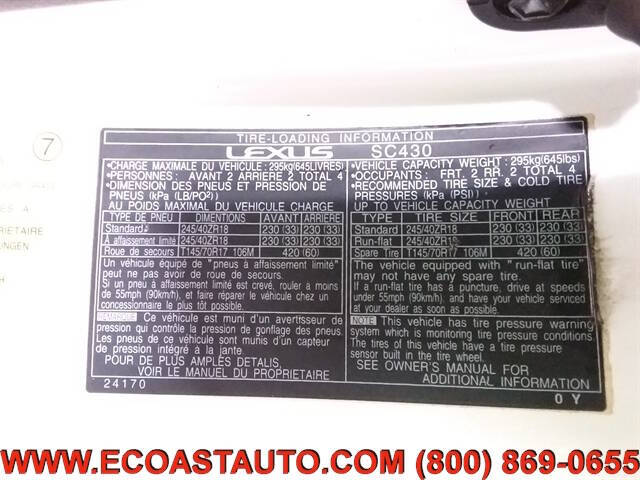 7
TIRE-LOADING INFORMATION
LEXUS SC430
•CHARGE MAXIMALE DU VEHICULE : 295kg(645LIVRES)
•PERSONNES: AVANT 2 ARRIERE 2 TOTAL 4
•DIMENSION DES PNEUS ET PRESSION DE
PNEUS (kPa (LB/PO²))
AU POIDS MAXIMAL DU VEHICULE CHARGE
TYPE DE PNEU DIMENTIONS AVANT ARRIERE
Standard 245/40ZR18 230 (33) 230 (33)
À affaissement limité 245/40ZR18 230 (33) 230 (33)
Roue de secours T145/70R17 106M 420 (60)
Un véhicule équipé de "pneus à affaissement limité"
peut ne pas avoir de roue de secours.
Si un pneu à affaissement limité est crevé, rouler à moins
de 55mph (90km/h), et faire réparer le véhicule chez
un concessionnaire le plus tôt possible.
REMARQUE: Ce véhicule est muni d'un avertisseur de
pression qui contrôle la pression de gonflage des pneus.
Les pneus de ce véhicule sont munis d'un capteur
de pression intégré à la jante.
POUR DE PLUS AMPLÈS DETAILS,
VOIR LE MANUEL DU PROPRIETAIRE
24170
•VEHICLE CAPACITY WEIGHT : 295kg(645lbs)
•OCCUPANTS: FRT. 2 RR. 2 TOTAL 4
•RECOMMENDED TIRE SIZE & COLD TIRE
PRESSURES (kPa (PSI))
UP TO VEHICLE CAPACITY WEIGHT
TYPE TIRE SIZE FRONT REAR
Standard 245/40ZR18 230 (33) 230 (33)
Run-flat 245/40ZR18 230 (33) 230 (33)
Spare Tire T145/70R17 106M 420 (60)
The vehicle equipped with "run-flat tire"
may not have any spare tire.
If a run-flat tire has a puncture, drive at speeds
under 55mph (90km/h) and have your vehicle serviced
at your dealer as soon as possible.
NOTE: This vehicle has tire pressure warning
system which is monitoring tire pressure conditions.
The tires of this vehicle have tire pressure
sensor built in the tire wheel.
SEE OWNER'S MANUAL FOR
ADDITIONAL INFORMATION
0 Y
WWW.ECOASTAUTO.COM (800) 869-0655